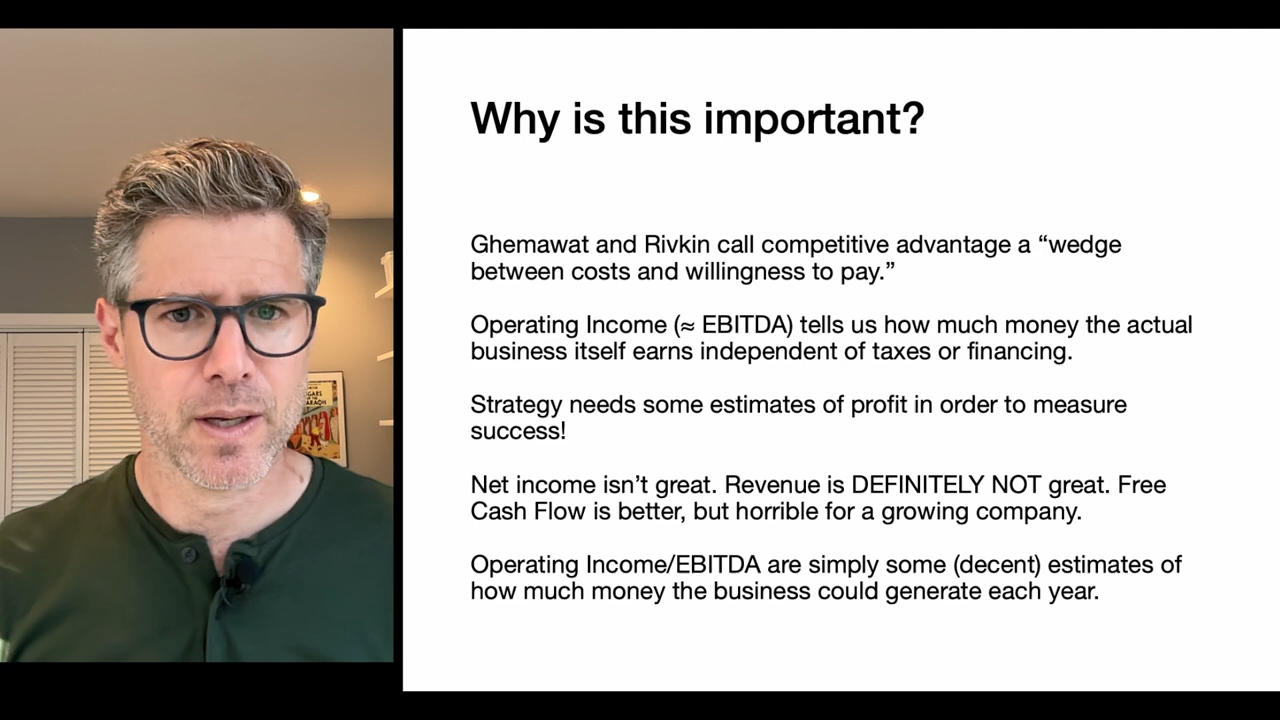 Why is this important?
Ghemawat and Rivkin call competitive advantage a “wedge
between costs and willingness to pay.”
Operating Income (≈ EBITDA) tells us how much money the actual
business itself earns independent of taxes or financing.
Strategy needs some estimates of profit in order to measure
success!
Net income isn’t great. Revenue is DEFINITELY NOT great. Free
Cash Flow is better, but horrible for a growing company.
Operating Income/EBITDA are simply some (decent) estimates of
how much money the business could generate each year.